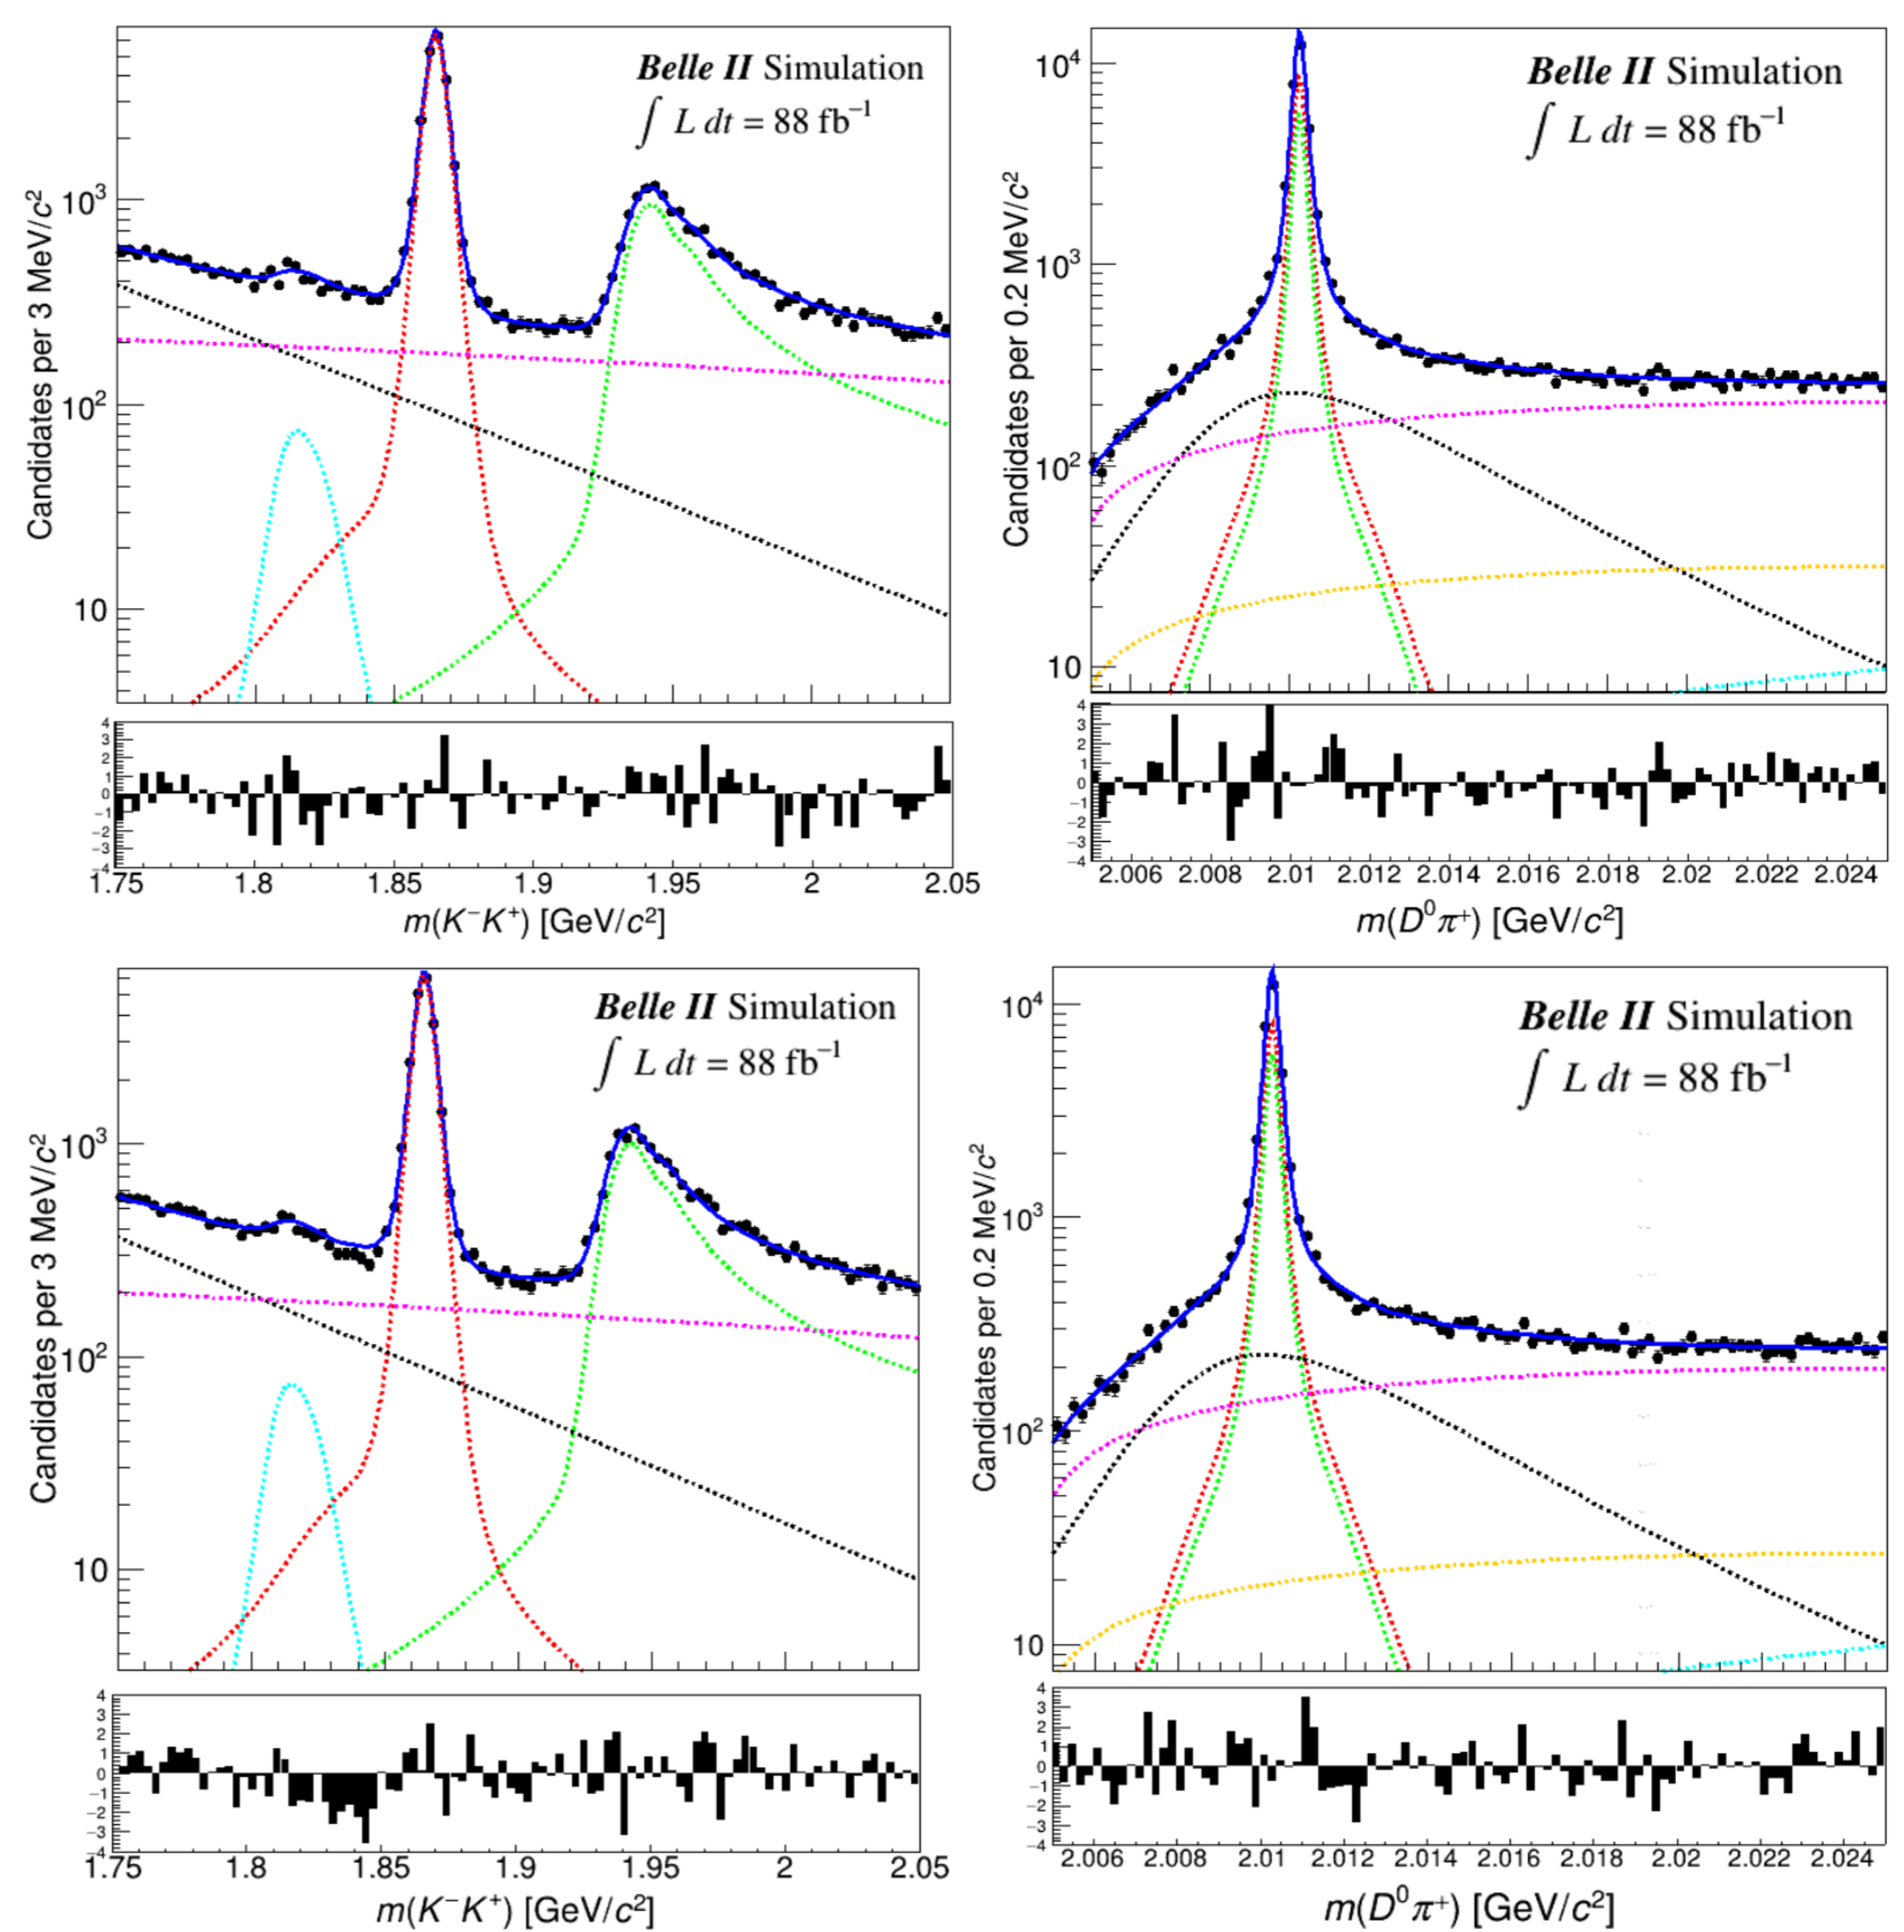 Belle II Simulation
∫ L dt = 88 fb⁻¹
Candidates per 3 MeV/c²
10³
10²
10
4
3
2
1
0
−1
−2
−3
−4
1.75 1.8 1.85 1.9 1.95 2 2.05
m(K⁻K⁺) [GeV/c²]
Belle II Simulation
∫ L dt = 88 fb⁻¹
Candidates per 0.2 MeV/c²
10⁴
10³
10²
10
4
3
2
1
0
−1
−2
−3
−4
2.006 2.008 2.01 2.012 2.014 2.016 2.018 2.02 2.022 2.024
m(D⁰π⁺) [GeV/c²]
Belle II Simulation
∫ L dt = 88 fb⁻¹
Candidates per 3 MeV/c²
10³
10²
10
4
3
2
1
0
−1
−2
−3
−4
1.75 1.8 1.85 1.9 1.95 2 2.05
m(K⁻K⁺) [GeV/c²]
Belle II Simulation
∫ L dt = 88 fb⁻¹
Candidates per 0.2 MeV/c²
10⁴
10³
10²
10
4
3
2
1
0
−1
−2
−3
−4
2.006 2.008 2.01 2.012 2.014 2.016 2.018 2.02 2.022 2.024
m(D⁰π⁺) [GeV/c²]